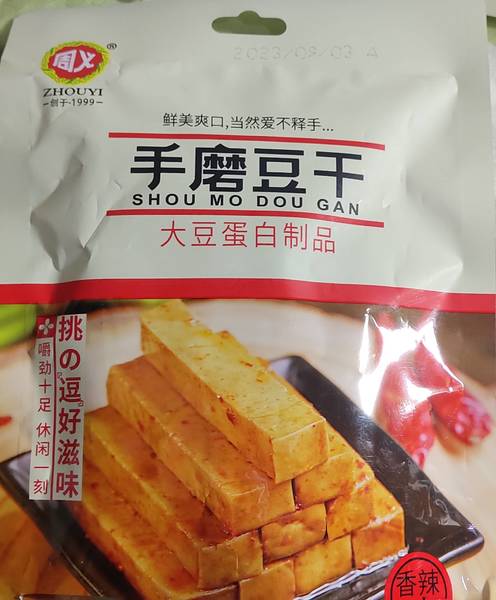 2023/09/03 A
周义®
ZHOUYI
创于·1999
鲜美爽口,当然爱不释手...
手磨豆干
SHOU MO DOU GAN
大豆蛋白制品
挑の逗好滋味
嚼劲十足 休闲一刻
香辣